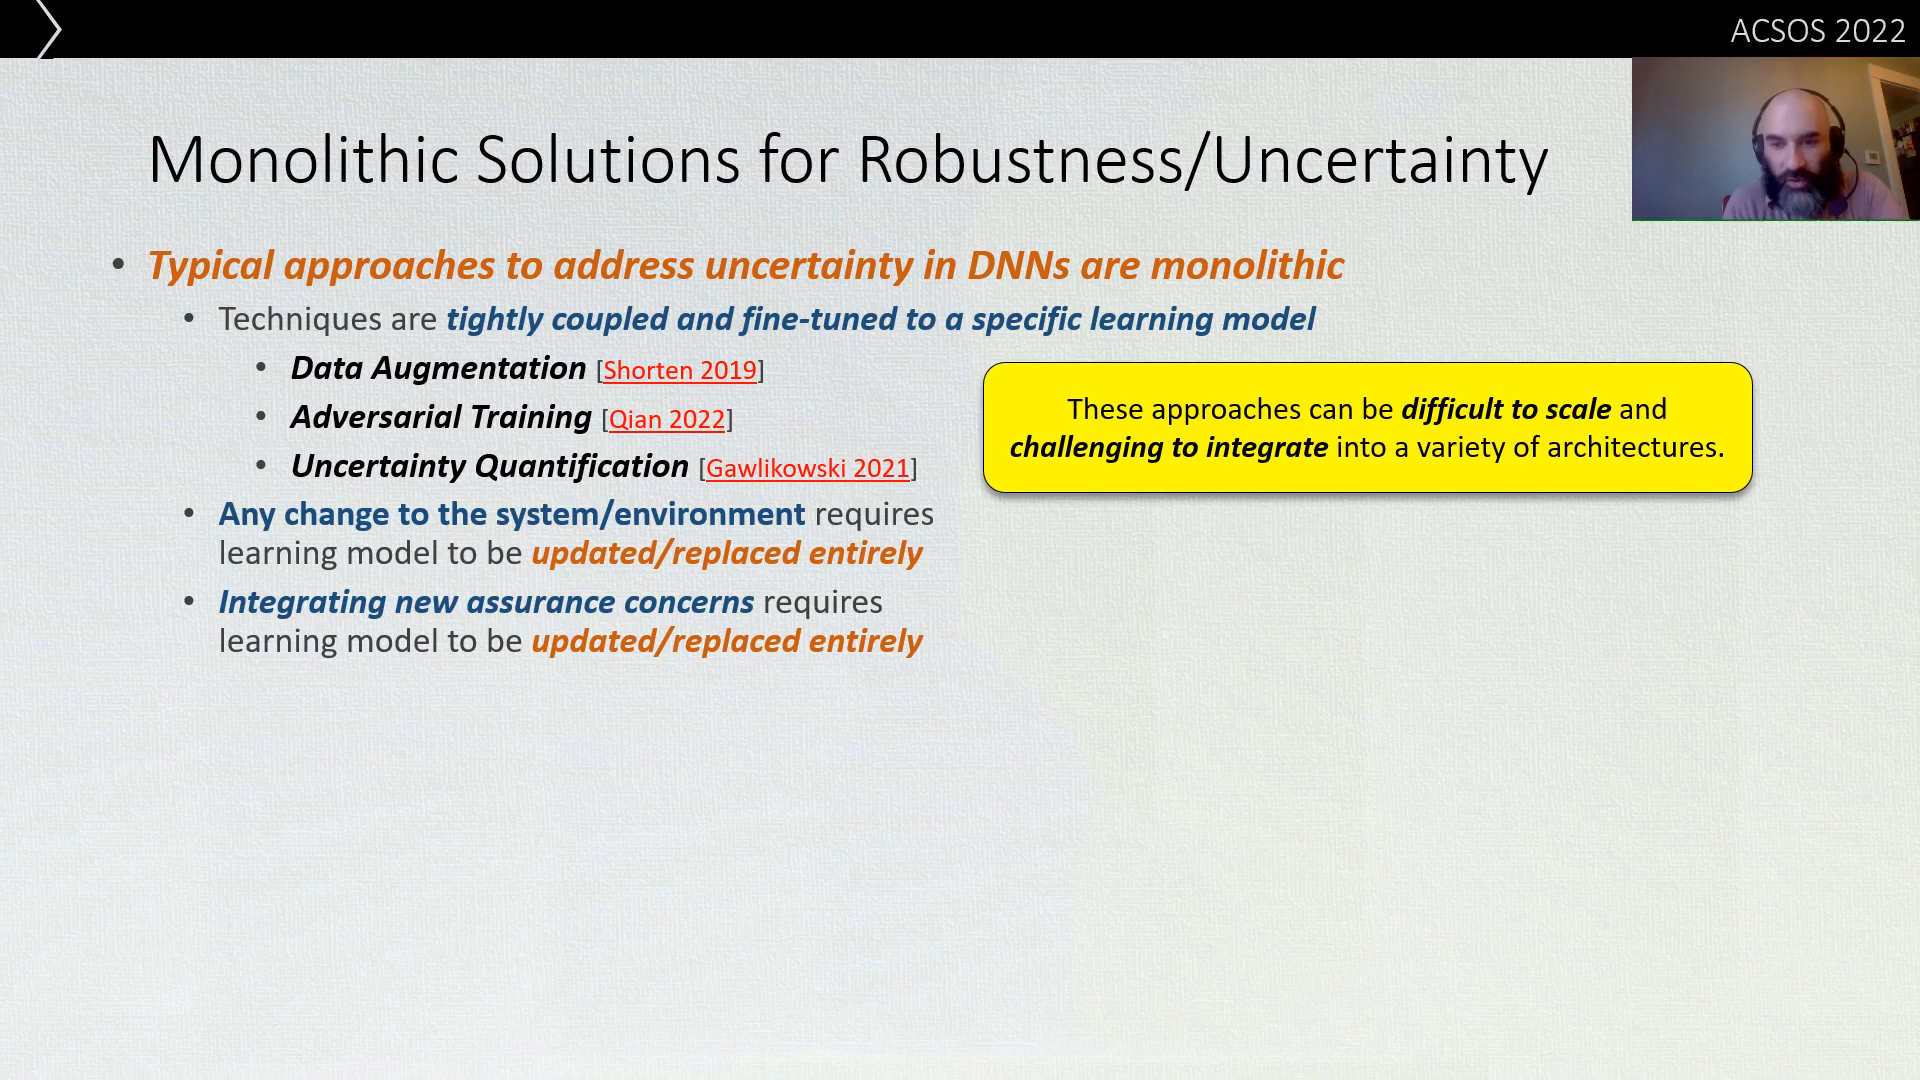 ACSOS 2022
Monolithic Solutions for Robustness/Uncertainty
• Typical approaches to address uncertainty in DNNs are monolithic
• Techniques are tightly coupled and fine-tuned to a specific learning model
• Data Augmentation [Shorten 2019]
• Adversarial Training [Qian 2022]
• Uncertainty Quantification [Gawlikowski 2021]
• Any change to the system/environment requires
learning model to be updated/replaced entirely
• Integrating new assurance concerns requires
learning model to be updated/replaced entirely
These approaches can be difficult to scale and
challenging to integrate into a variety of architectures.